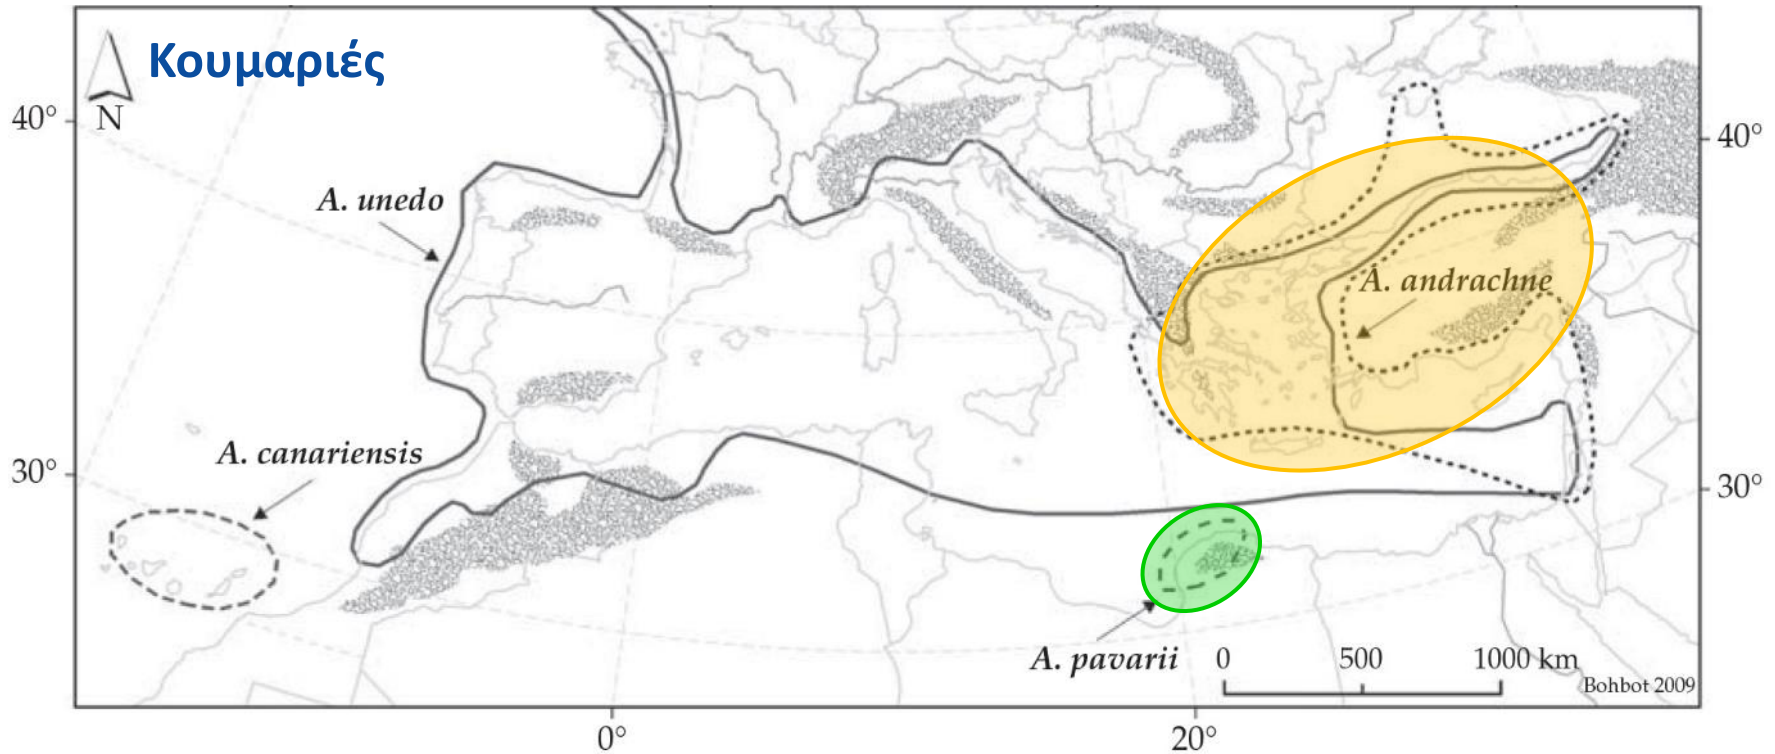 Κουμαριές
N
40°
40°
A. unedo
A. andrachne
A. canariensis
30°
30°
A. pavarii
0 500 1000 km
Bohbot 2009
0°
20°